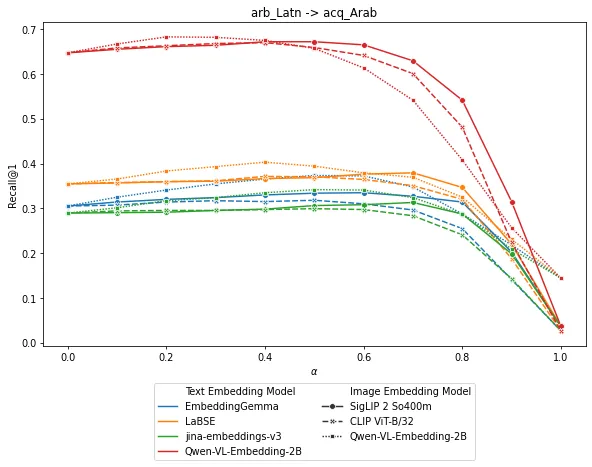 arb_Latn -> acq_Arab
Recall@1
0.7
0.6
0.5
0.4
0.3
0.2
0.1
0.0
0.0 0.2 0.4 0.6 0.8 1.0
α
Text Embedding Model
EmbeddingGemma
LaBSE
jina-embeddings-v3
Qwen-VL-Embedding-2B
Image Embedding Model
SigLIP 2 So400m
CLIP ViT-B/32
Qwen-VL-Embedding-2B